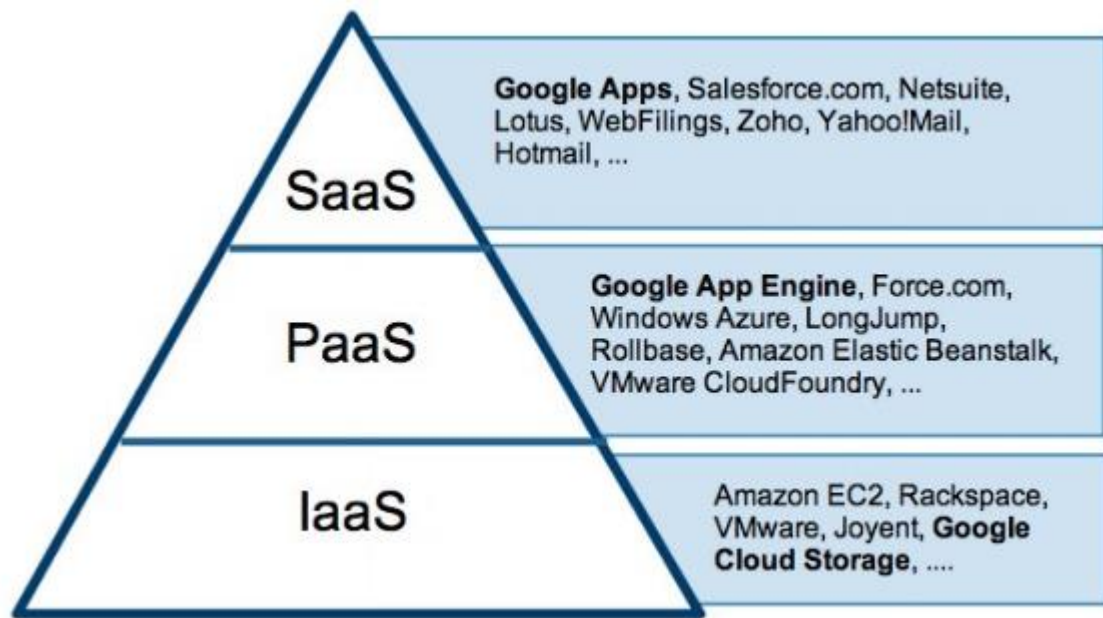 Google Apps, Salesforce.com, Netsuite,
Lotus, WebFilings, Zoho, Yahoo!Mail,
Hotmail, ...
SaaS
Google App Engine, Force.com,
Windows Azure, LongJump,
Rollbase, Amazon Elastic Beanstalk,
VMware CloudFoundry, ...
PaaS
Amazon EC2, Rackspace,
VMware, Joyent, Google
Cloud Storage, ....
IaaS